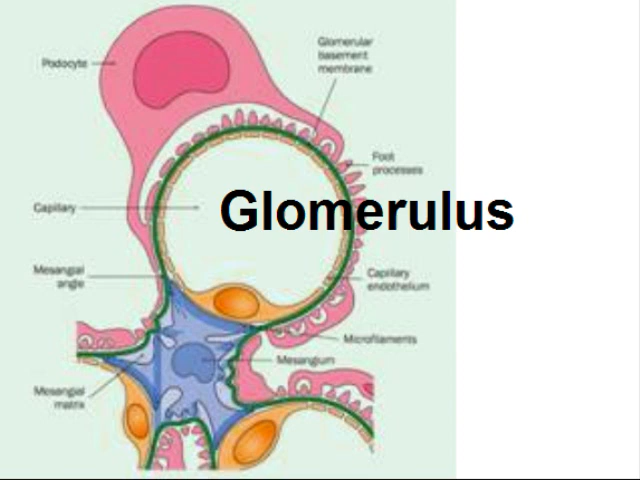 Podocyte
Glomerular
basement
membrane
Foot
processes
Capillary
Glomerulus
Mesangial
angle
Capillary
endothelium
Microfilaments
Mesangium
Mesangial
matrix